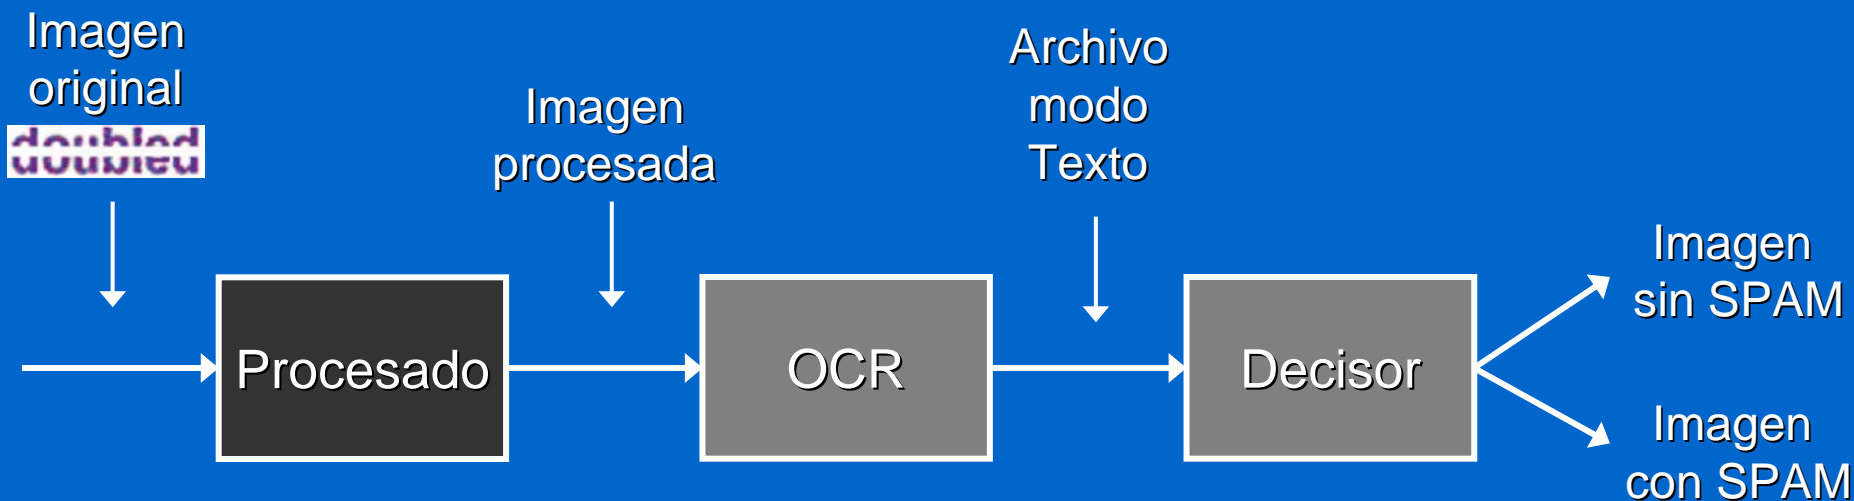 Imagen
original
doubled
Imagen
procesada
Archivo
modo
Texto
Procesado
OCR
Decisor
Imagen
sin SPAM
Imagen
con SPAM